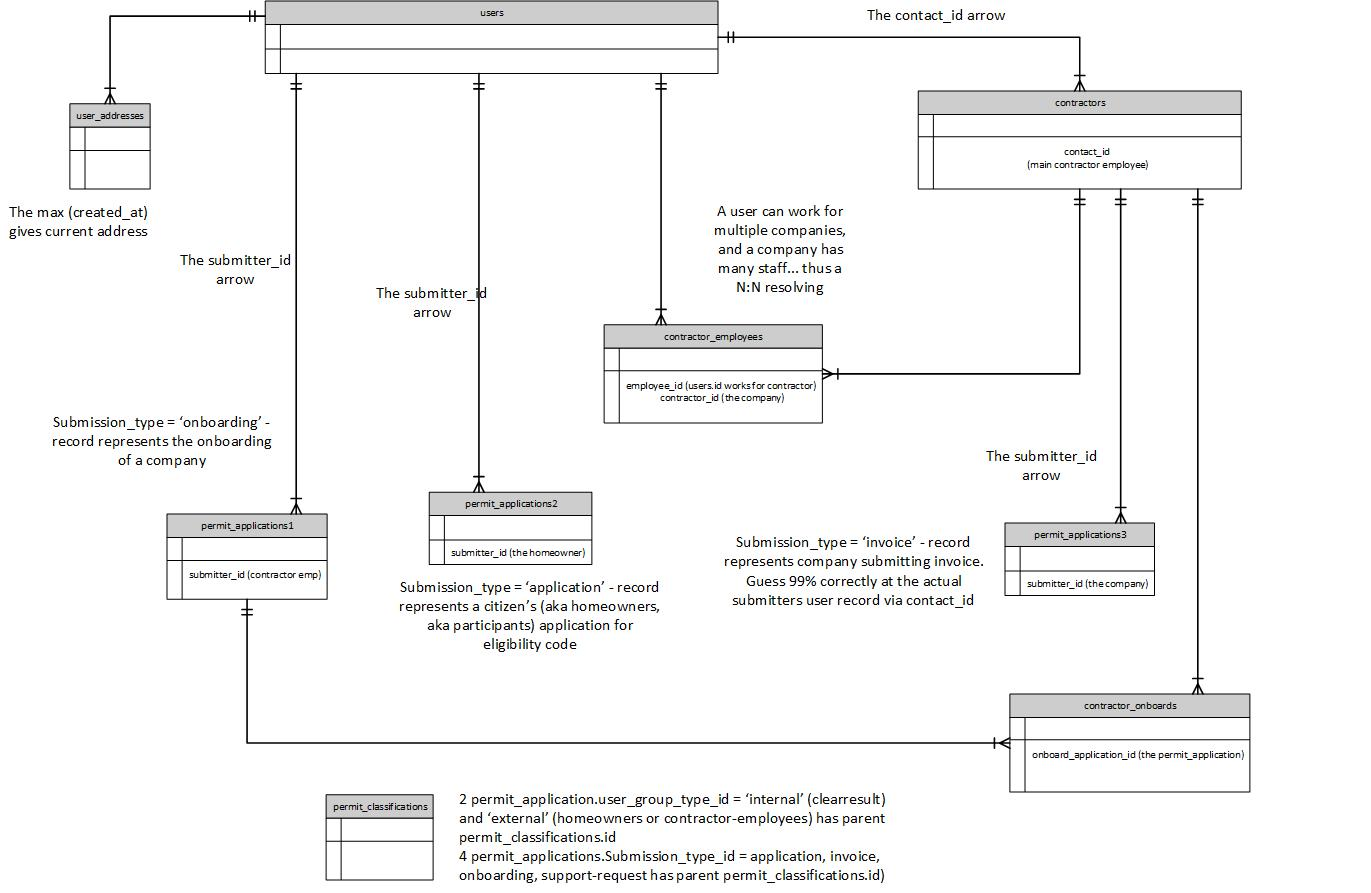 users
The contact_id arrow
user_addresses
contractors
contact_id
(main contractor employee)
The max (created_at)
gives current address
A user can work for
multiple companies,
and a company has
many staff... thus a
N:N resolving
The submitter_id
arrow
The submitter_id
arrow
contractor_employees
employee_id (users.id works for contractor)
contractor_id (the company)
Submission_type = ‘onboarding’ -
record represents the onboarding
of a company
The submitter_id
arrow
permit_applications1
submitter_id (contractor emp)
permit_applications2
submitter_id (the homeowner)
Submission_type = ‘application’ - record
represents a citizen’s (aka homeowners,
aka participants) application for
eligibility code
Submission_type = ‘invoice’ - record
represents company submitting invoice.
Guess 99% correctly at the actual
submitters user record via contact_id
permit_applications3
submitter_id (the company)
contractor_onboards
onboard_application_id (the permit_application)
permit_classifications
2 permit_application.user_group_type_id = ‘internal’ (clearresult)
and ‘external’ (homeowners or contractor-employees) has parent
permit_classifications.id
4 permit_applications.Submission_type_id = application, invoice,
onboarding, support-request has parent permit_classifications.id)